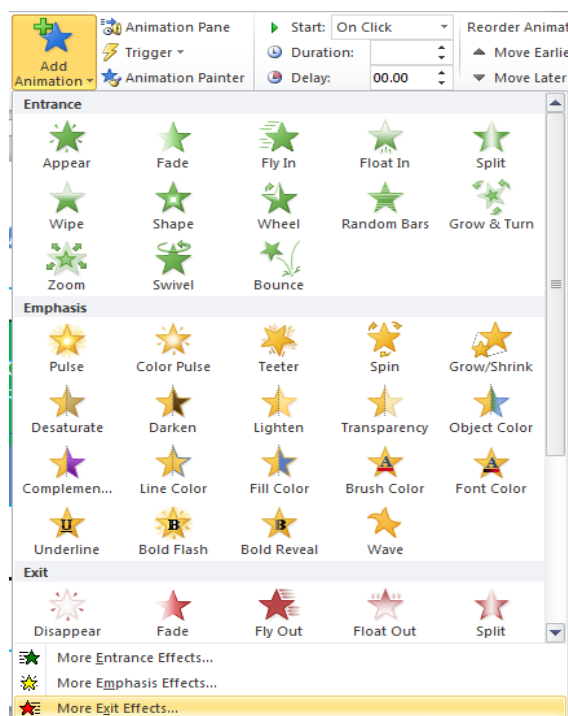 Add
Animation
Animation Pane
Trigger
Animation Painter
Start: On Click
Duration:
Delay: 00.00
Reorder Animat
Move Earlie
Move Later
Entrance
Appear Fade Fly In Float In Split
Wipe Shape Wheel Random Bars Grow & Turn
Zoom Swivel Bounce
Emphasis
Pulse Color Pulse Teeter Spin Grow/Shrink
Desaturate Darken Lighten Transparency Object Color
Complemen... Line Color Fill Color Brush Color Font Color
Underline Bold Flash Bold Reveal Wave
Exit
Disappear Fade Fly Out Float Out Split
More Entrance Effects...
More Emphasis Effects...
More Exit Effects...